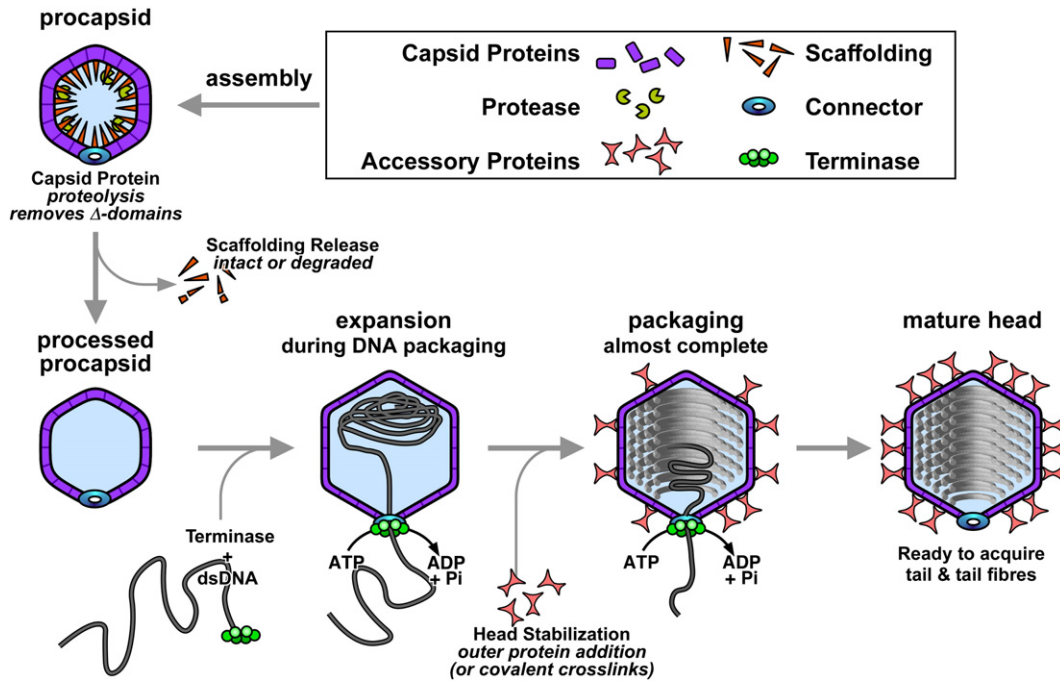 procapsid
assembly
Capsid Proteins
Scaffolding
Protease
Connector
Accessory Proteins
Terminase
Capsid Protein
proteolysis
removes Δ-domains
Scaffolding Release
intact or degraded
processed
procapsid
expansion
during DNA packaging
packaging
almost complete
mature head
Terminase
+
dsDNA
ATP
ADP
+ Pi
ATP
ADP
+ Pi
Head Stabilization
outer protein addition
(or covalent crosslinks)
Ready to acquire
tail & tail fibres